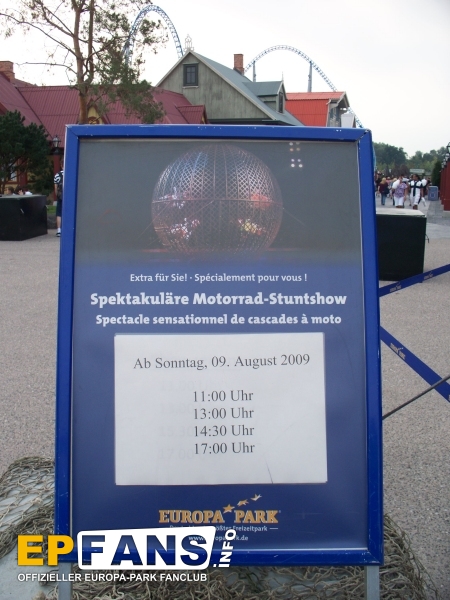 Extra für Sie! · Spécialement pour vous !
Spektakuläre Motorrad-Stuntshow
Spectacle sensationnel de cascades à moto
Ab Sonntag, 09. August 2009
11:00 Uhr
13:00 Uhr
14:30 Uhr
17:00 Uhr
EUROPA PARK
Freizeitpark
EPFANS.INFO
OFFIZIELLER EUROPA-PARK FANCLUB